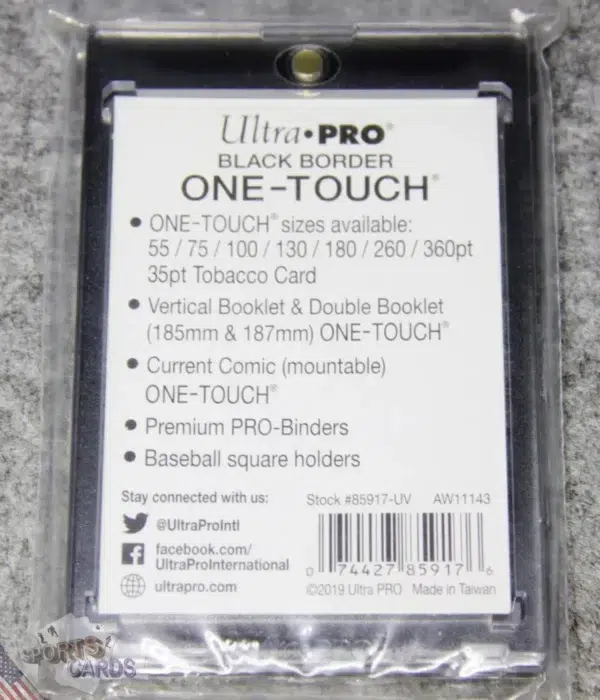 Ultra•PRO®
BLACK BORDER
ONE-TOUCH®
• ONE-TOUCH® sizes available:
55 / 75 / 100 / 130 / 180 / 260 / 360pt
35pt Tobacco Card
• Vertical Booklet & Double Booklet
(185mm & 187mm) ONE-TOUCH®
• Current Comic (mountable)
ONE-TOUCH®
• Premium PRO-Binders
• Baseball square holders
Stay connected with us:
@UltraProIntl
facebook.com/
UltraProInternational
ultrapro.com
Stock #85917-UV AW11143
0 74427 85917 6
©2019 Ultra PRO Made in Taiwan
LA
SPORTS
CARDS